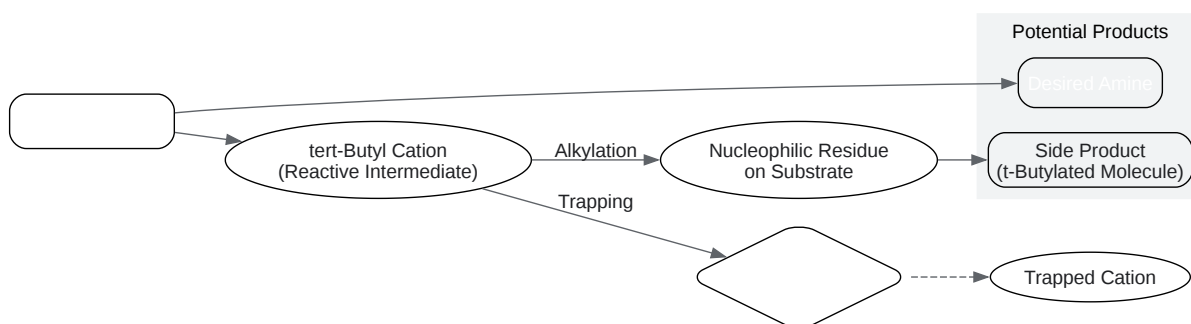 Potential Products
Desired Amine
tert-Butyl Cation
(Reactive Intermediate)
Alkylation
Nucleophilic Residue
on Substrate
Side Product
(t-Butylated Molecule)
Trapping
Trapped Cation